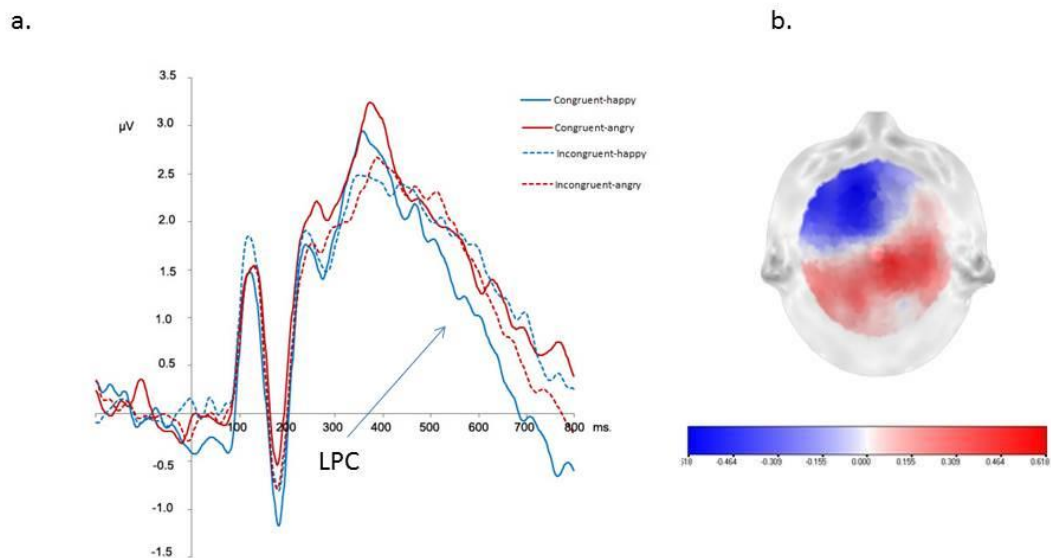 a.
b.
3.5
µV
3.0
2.5
2.0
1.5
1.0
0.5
-0.5
-1.0
-1.5
100 200 300 400 500 600 700 800 ms.
LPC
Congruent-happy
Congruent-angry
Incongruent-happy
Incongruent-angry
-0.464 -0.309 -0.155 0.000 0.155 0.309 0.464 0.618